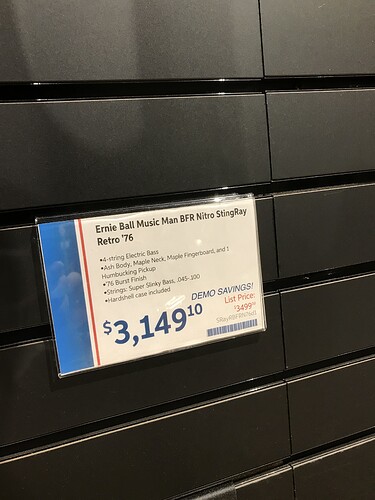 Ernie Ball Music Man BFR Nitro StingRay
Retro '76
•4-string Electric Bass
•Ash Body, Maple Neck, Maple Fingerboard, and 1
Humbucking Pickup
•'76 Burst Finish
•Strings: Super Slinky Bass, .045-.100
•Hardshell case included
DEMO SAVINGS!
List Price:
$3499
$3,149.10